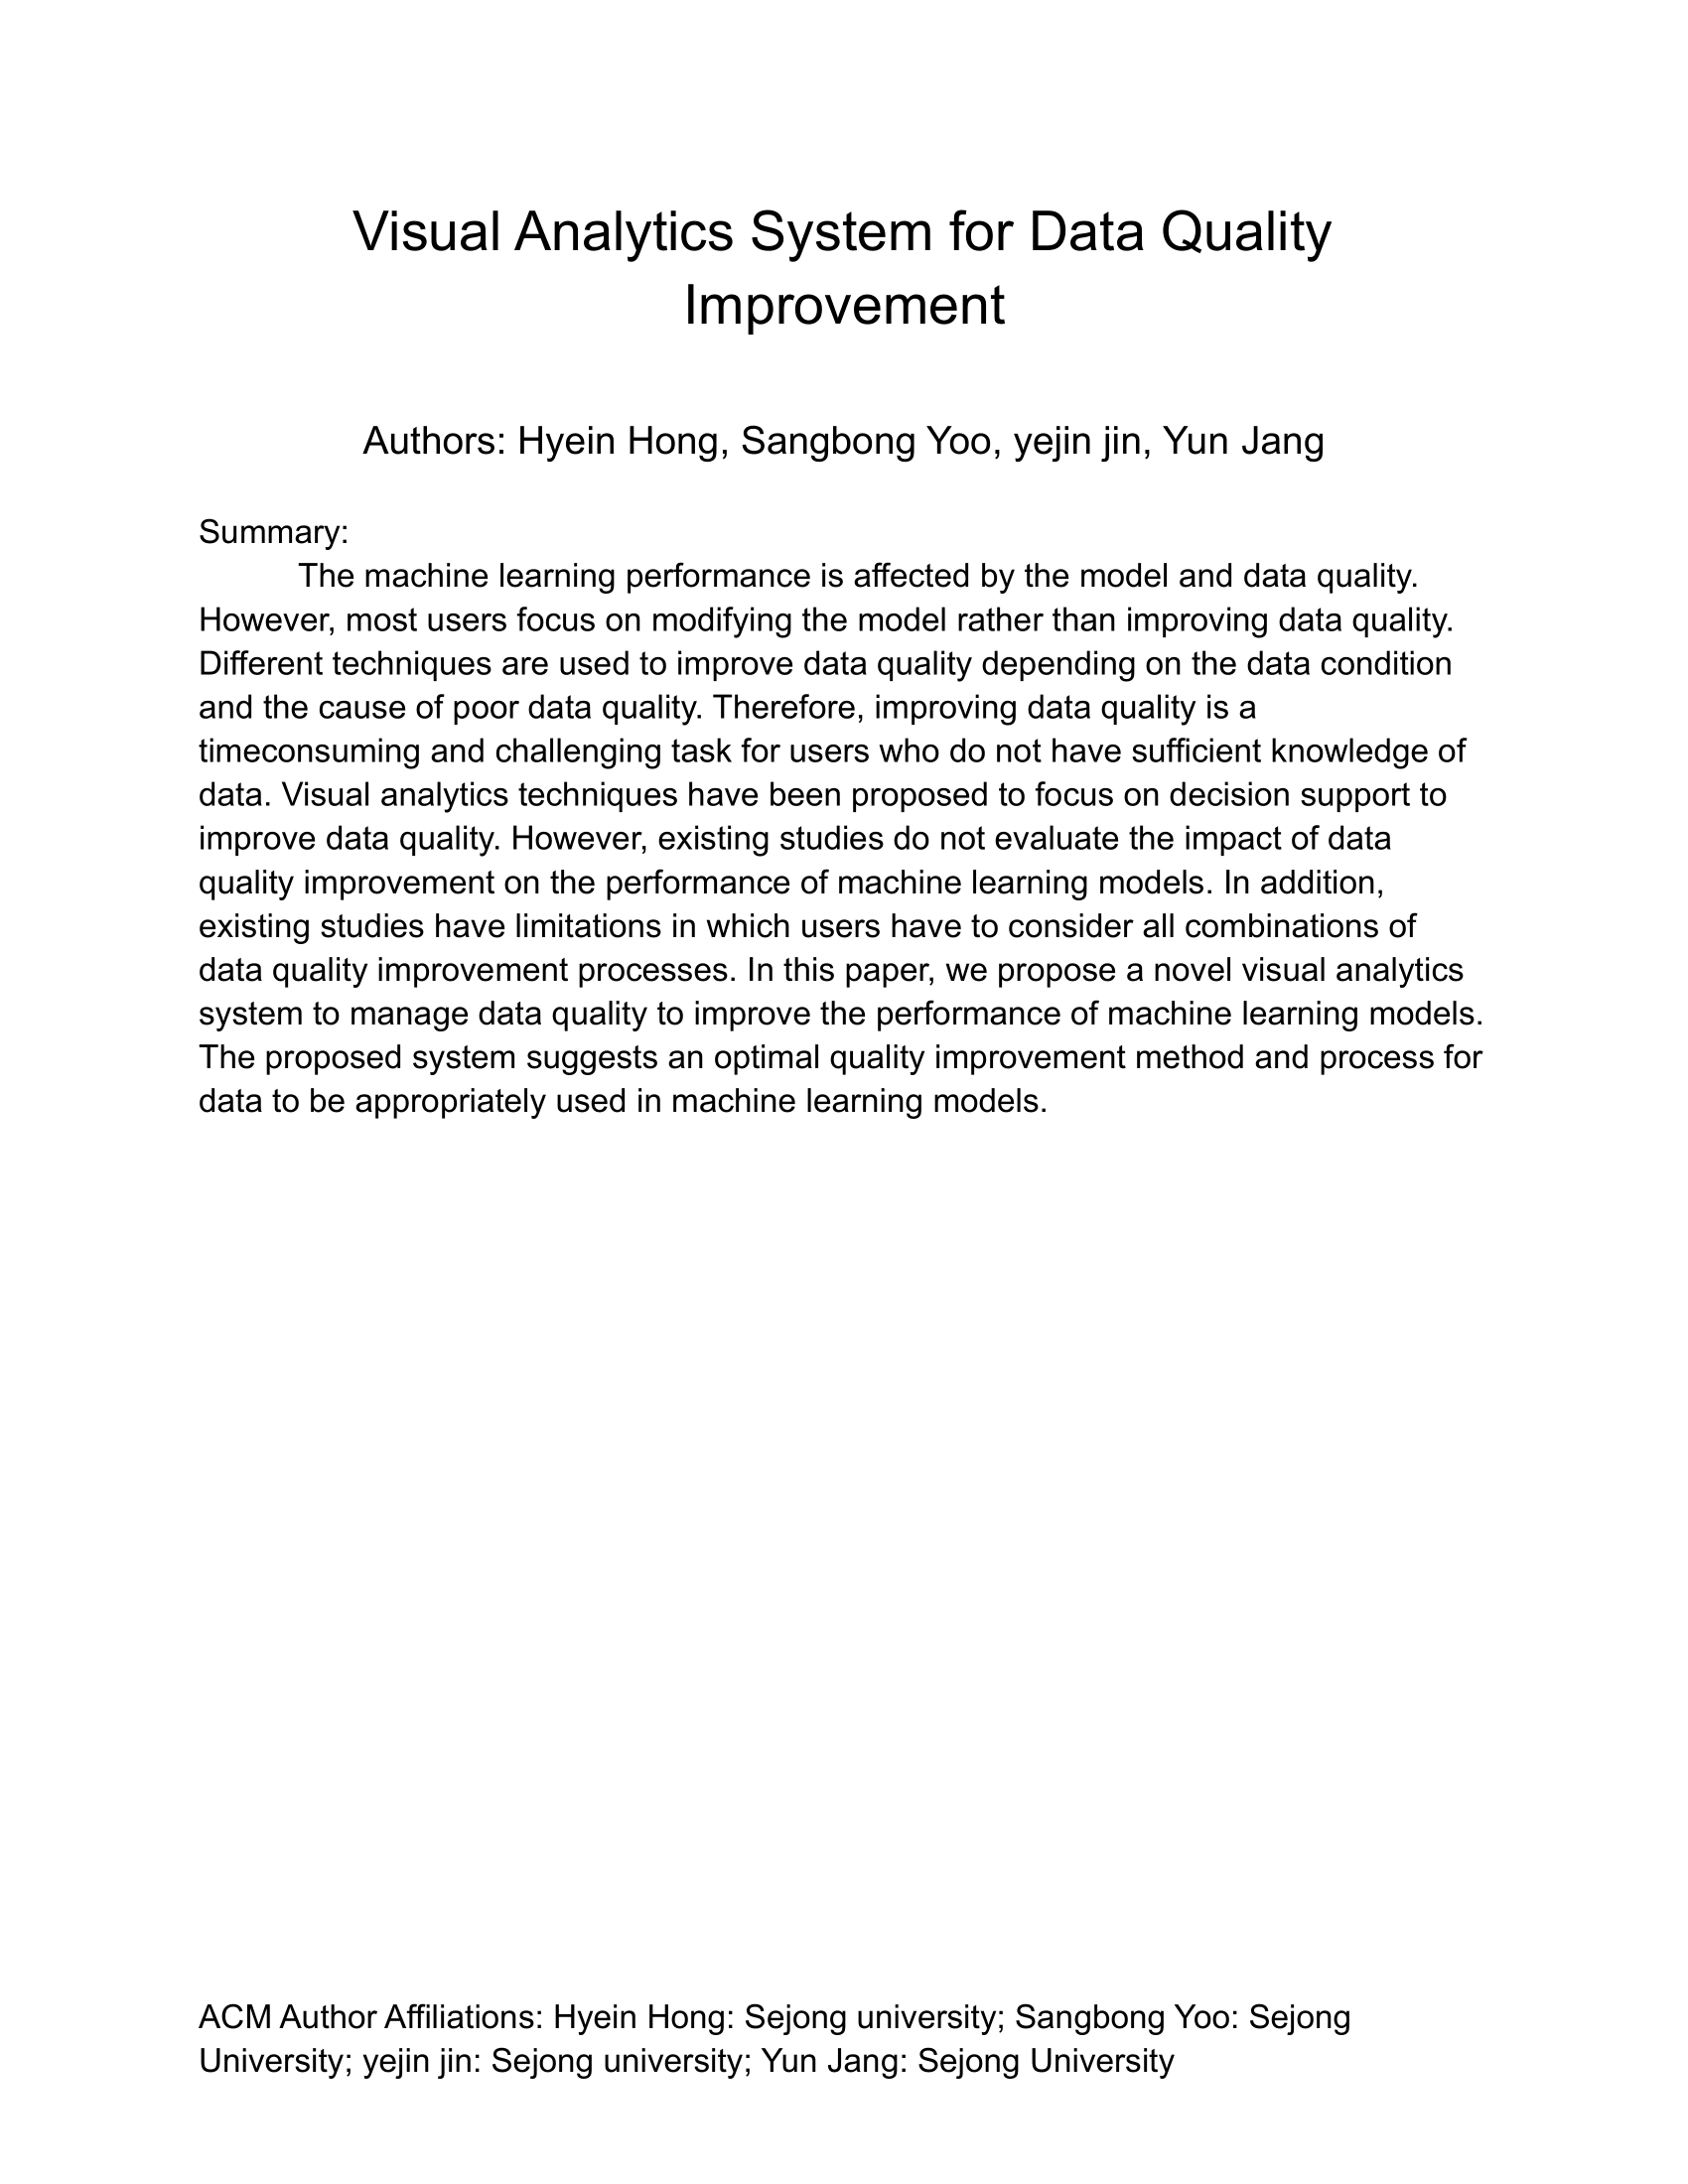 Visual Analytics System for Data Quality
Improvement
Authors: Hyein Hong, Sangbong Yoo, yejin jin, Yun Jang
Summary:
The machine learning performance is affected by the model and data quality.
However, most users focus on modifying the model rather than improving data quality.
Different techniques are used to improve data quality depending on the data condition
and the cause of poor data quality. Therefore, improving data quality is a
timeconsuming and challenging task for users who do not have sufficient knowledge of
data. Visual analytics techniques have been proposed to focus on decision support to
improve data quality. However, existing studies do not evaluate the impact of data
quality improvement on the performance of machine learning models. In addition,
existing studies have limitations in which users have to consider all combinations of
data quality improvement processes. In this paper, we propose a novel visual analytics
system to manage data quality to improve the performance of machine learning models.
The proposed system suggests an optimal quality improvement method and process for
data to be appropriately used in machine learning models.
ACM Author Affiliations: Hyein Hong: Sejong university; Sangbong Yoo: Sejong
University; yejin jin: Sejong university; Yun Jang: Sejong University